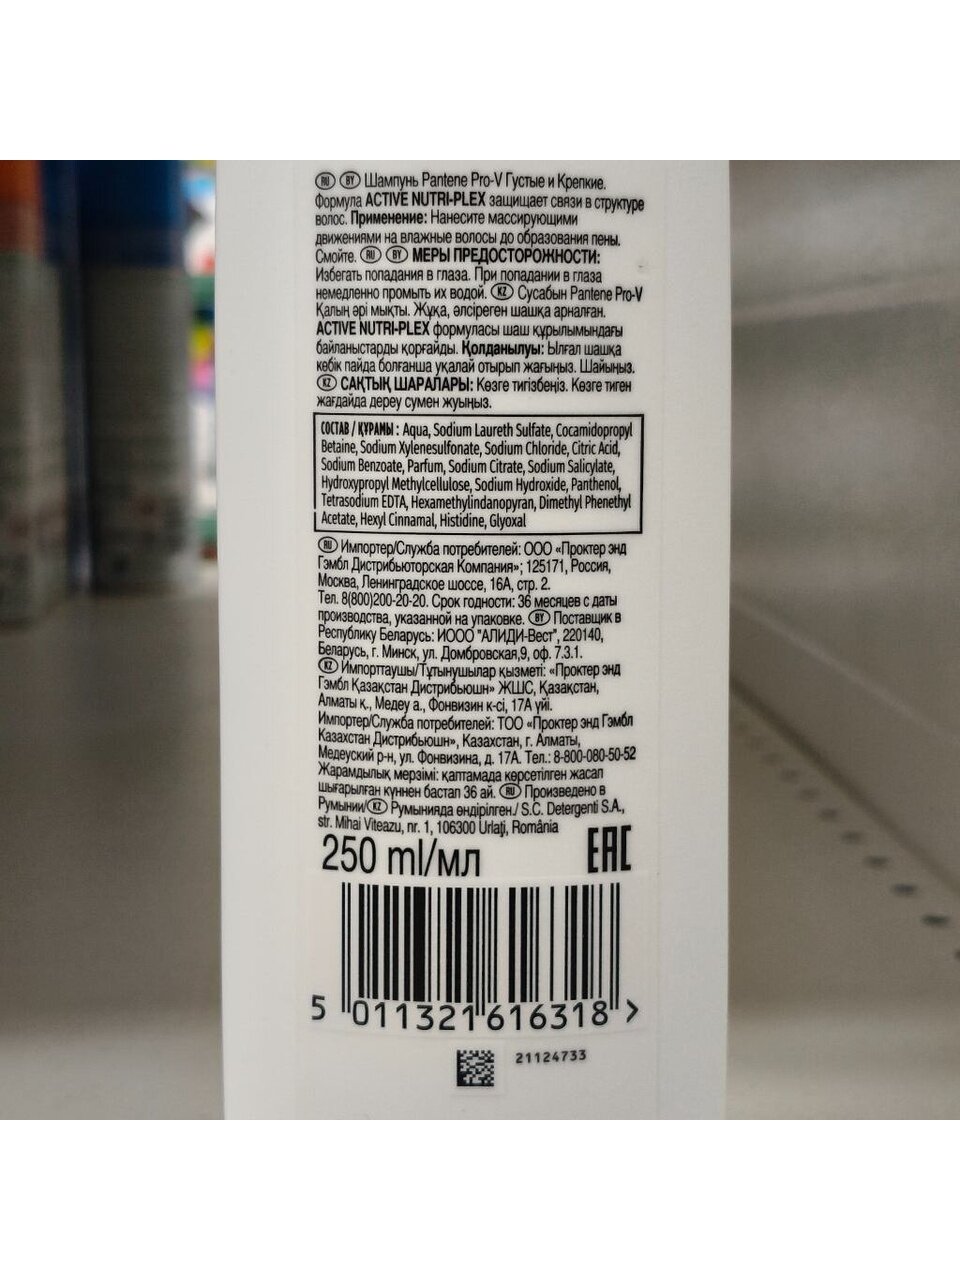 RU BY Шампунь Pantene Pro-V Густые и Крепкие.
Формула ACTIVE NUTRI-PLEX защищает связи в структуре
волос. Применение: Нанесите массирующими
движениями на влажные волосы до образования пены.
Смойте. RU BY МЕРЫ ПРЕДОСТОРОЖНОСТИ:
Избегать попадания в глаза. При попадании в глаза
немедленно промыть их водой. KZ Сусабын Pantene Pro-V
Қалың әрі мықты. Жұқа, әлсіреген шашқа арналған.
ACTIVE NUTRI-PLEX формуласы шаш құрылымындағы
байланыстарды қорғайды. Қолданылуы: Ылғал шашқа
көбік пайда болғанша уқалай отырып жағыңыз. Шайыңыз.
KZ САҚТЫҚ ШАРАЛАРЫ: Көзге тигізбеңіз. Көзге тиген
жағдайда дереу сумен жуыңыз.
СОСТАВ / ҚҰРАМЫ : Aqua, Sodium Laureth Sulfate, Cocamidopropyl
Betaine, Sodium Xylenesulfonate, Sodium Chloride, Citric Acid,
Sodium Benzoate, Parfum, Sodium Citrate, Sodium Salicylate,
Hydroxypropyl Methylcellulose, Sodium Hydroxide, Panthenol,
Tetrasodium EDTA, Hexamethylindanopyran, Dimethyl Phenethyl
Acetate, Hexyl Cinnamal, Histidine, Glyoxal
RU Импортер/Служба потребителей: ООО «Проктер энд
Гэмбл Дистрибьюторская Компания»; 125171, Россия,
Москва, Ленинградское шоссе, 16А, стр. 2.
Тел. 8(800)200-20-20. Срок годности: 36 месяцев с даты
производства, указанной на упаковке. BY Поставщик в
Республику Беларусь: ИООО "АЛИДИ-Вест", 220140,
Беларусь, г. Минск, ул. Домбровская,9, оф. 7.3.1.
KZ Импорттаушы/Тұтынушылар қызметі: «Проктер энд
Гэмбл Қазақстан Дистрибьюшн» ЖШС, Қазақстан,
Алматы қ., Медеу а., Фонвизин к-сі, 17А үйі.
Импортер/Служба потребителей: ТОО «Проктер энд Гэмбл
Казахстан Дистрибьюшн», Казахстан, г. Алматы,
Медеуский р-н, ул. Фонвизина, д. 17А. Тел.: 8-800-080-50-52
Жарамдылық мерзімі: қаптамада көрсетілген жасап
шығарылған күннен бастап 36 ай. RU Произведено в
Румынии/KZ Румынияда өндірілген./ S.C. Detergenti S.A.,
str. Mihai Viteazu, nr. 1, 106300 Urlaţi, România
250 ml/мл EAC
5 011321 616318 >
21124733